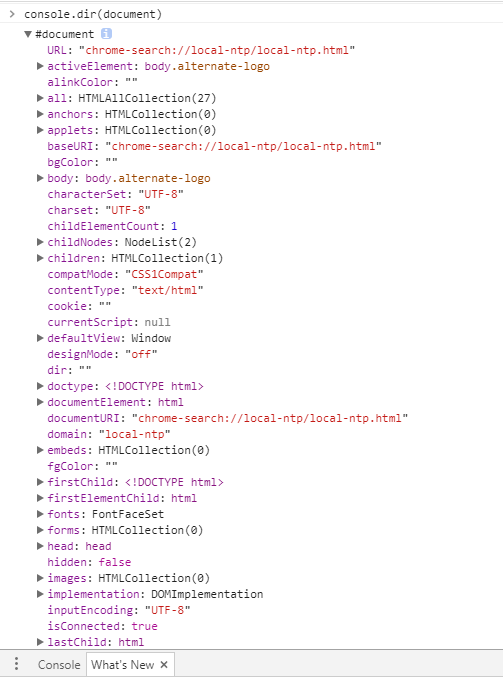 console.dir(document)
#document
URL: "chrome-search://local-ntp/local-ntp.html"
activeElement: body.alternate-logo
alinkColor: ""
all: HTMLAllCollection(27)
anchors: HTMLCollection(0)
applets: HTMLCollection(0)
baseURI: "chrome-search://local-ntp/local-ntp.html"
bgColor: ""
body: body.alternate-logo
characterSet: "UTF-8"
charset: "UTF-8"
childElementCount: 1
childNodes: NodeList(2)
children: HTMLCollection(1)
compatMode: "CSS1Compat"
contentType: "text/html"
cookie: ""
currentScript: null
defaultView: Window
designMode: "off"
dir: ""
doctype: <!DOCTYPE html>
documentElement: html
documentURI: "chrome-search://local-ntp/local-ntp.html"
domain: "local-ntp"
embeds: HTMLCollection(0)
fgColor: ""
firstChild: <!DOCTYPE html>
firstElementChild: html
fonts: FontFaceSet
forms: HTMLCollection(0)
head: head
hidden: false
images: HTMLCollection(0)
implementation: DOMImplementation
inputEncoding: "UTF-8"
isConnected: true
lastChild: html
Console What's New